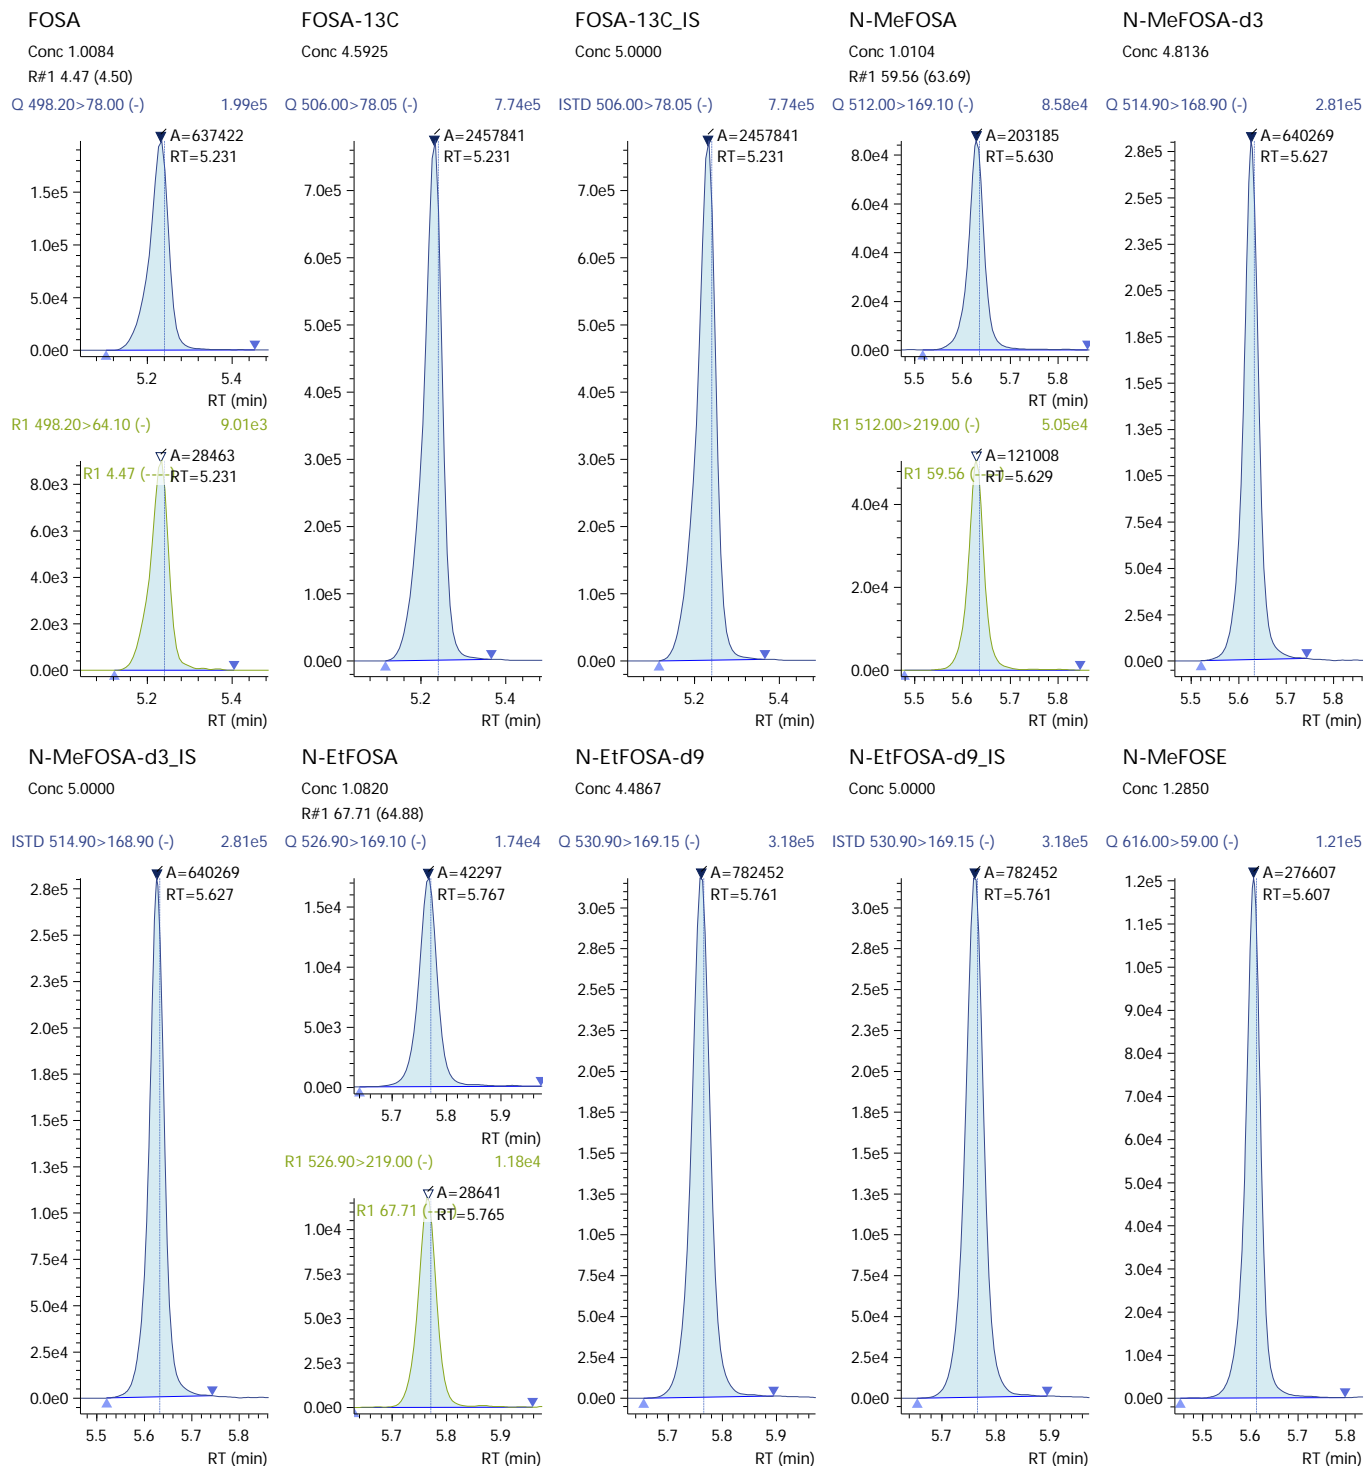 FOSA
Conc 1.0084
R#1 4.47 (4.50)
Q 498.20>78.00 (-) 1.99e5
A=637422
RT=5.231
1.5e5
1.0e5
5.0e4
0.0e0
5.2 5.4
RT (min)
R1 498.20>64.10 (-) 9.01e3
A=28463
R1 4.47 (----)
RT=5.231
8.0e3
6.0e3
4.0e3
2.0e3
0.0e0
5.2 5.4
RT (min)
FOSA-13C
Conc 4.5925
Q 506.00>78.05 (-) 7.74e5
A=2457841
RT=5.231
7.0e5
6.0e5
5.0e5
4.0e5
3.0e5
2.0e5
1.0e5
0.0e0
5.2 5.4
RT (min)
FOSA-13C_IS
Conc 5.0000
ISTD 506.00>78.05 (-) 7.74e5
A=2457841
RT=5.231
7.0e5
6.0e5
5.0e5
4.0e5
3.0e5
2.0e5
1.0e5
0.0e0
5.2 5.4
RT (min)
N-MeFOSA
Conc 1.0104
R#1 59.56 (63.69)
Q 512.00>169.10 (-) 8.58e4
A=203185
RT=5.630
8.0e4
6.0e4
4.0e4
2.0e4
0.0e0
5.5 5.6 5.7 5.8
RT (min)
R1 512.00>219.00 (-) 5.05e4
A=121008
R1 59.56 (
RT=5.629
4.0e4
2.0e4
0.0e0
5.5 5.6 5.7 5.8
RT (min)
N-MeFOSA-d3
Conc 4.8136
Q 514.90>168.90 (-) 2.81e5
A=640269
RT=5.627
2.8e5
2.5e5
2.3e5
2.0e5
1.8e5
1.5e5
1.3e5
1.0e5
7.5e4
5.0e4
2.5e4
0.0e0
5.5 5.6 5.7 5.8
RT (min)
N-MeFOSA-d3_IS
Conc 5.0000
ISTD 514.90>168.90 (-) 2.81e5
A=640269
RT=5.627
2.8e5
2.5e5
2.3e5
2.0e5
1.8e5
1.5e5
1.3e5
1.0e5
7.5e4
5.0e4
2.5e4
0.0e0
5.5 5.6 5.7 5.8
RT (min)
N-EtFOSA
Conc 1.0820
R#1 67.71 (64.88)
Q 526.90>169.10 (-) 1.74e4
A=42297
RT=5.767
1.5e4
1.0e4
5.0e3
0.0e0
5.7 5.8 5.9
RT (min)
R1 526.90>219.00 (-) 1.18e4
A=28641
R1 67.71 (
RT=5.765
1.0e4
7.5e3
5.0e3
2.5e3
0.0e0
5.7 5.8 5.9
RT (min)
N-EtFOSA-d9
Conc 4.4867
Q 530.90>169.15 (-) 3.18e5
A=782452
RT=5.761
3.0e5
2.8e5
2.5e5
2.3e5
2.0e5
1.8e5
1.5e5
1.3e5
1.0e5
7.5e4
5.0e4
2.5e4
0.0e0
5.7 5.8 5.9
RT (min)
N-EtFOSA-d9_IS
Conc 5.0000
ISTD 530.90>169.15 (-) 3.18e5
A=782452
RT=5.761
3.0e5
2.8e5
2.5e5
2.3e5
2.0e5
1.8e5
1.5e5
1.3e5
1.0e5
7.5e4
5.0e4
2.5e4
0.0e0
5.7 5.8 5.9
RT (min)
N-MeFOSE
Conc 1.2850
Q 616.00>59.00 (-) 1.21e5
A=276607
RT=5.607
1.2e5
1.1e5
1.0e5
9.0e4
8.0e4
7.0e4
6.0e4
5.0e4
4.0e4
3.0e4
2.0e4
1.0e4
0.0e0
5.5 5.6 5.7 5.8
RT (min)